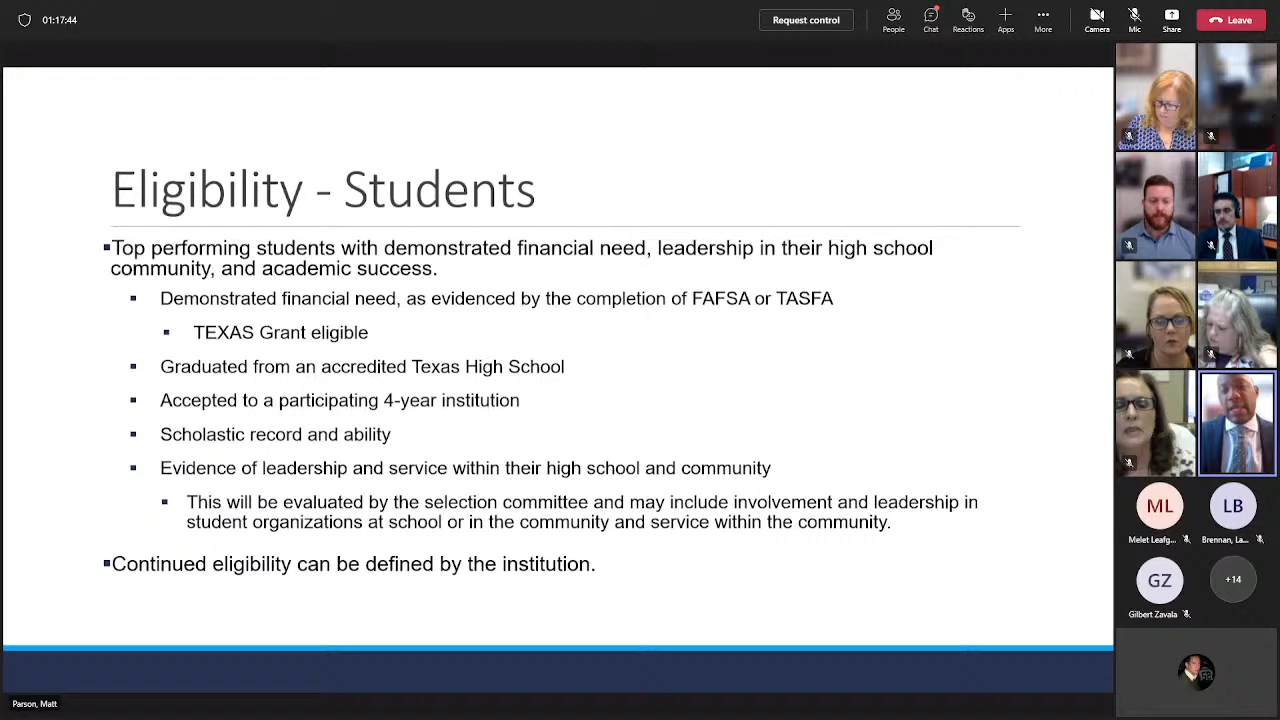 01:17:44
Request control
People
Chat
Reactions
Apps
More
Camera
Mic
Share
Leave
Eligibility - Students
Top performing students with demonstrated financial need, leadership in their high school
community, and academic success.
Demonstrated financial need, as evidenced by the completion of FAFSA or TASFA
TEXAS Grant eligible
Graduated from an accredited Texas High School
Accepted to a participating 4-year institution
Scholastic record and ability
Evidence of leadership and service within their high school and community
This will be evaluated by the selection committee and may include involvement and leadership in
student organizations at school or in the community and service within the community.
Continued eligibility can be defined by the institution.
ML
LB
Melet Leafg...
Brennan, La...
GZ
+14
Gilbert Zavala
Parson, Matt